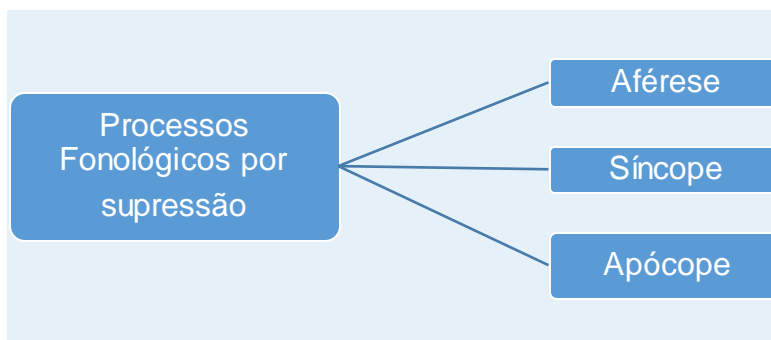 Processos
Fonológicos por
supressão
Aférese
Síncope
Apócope